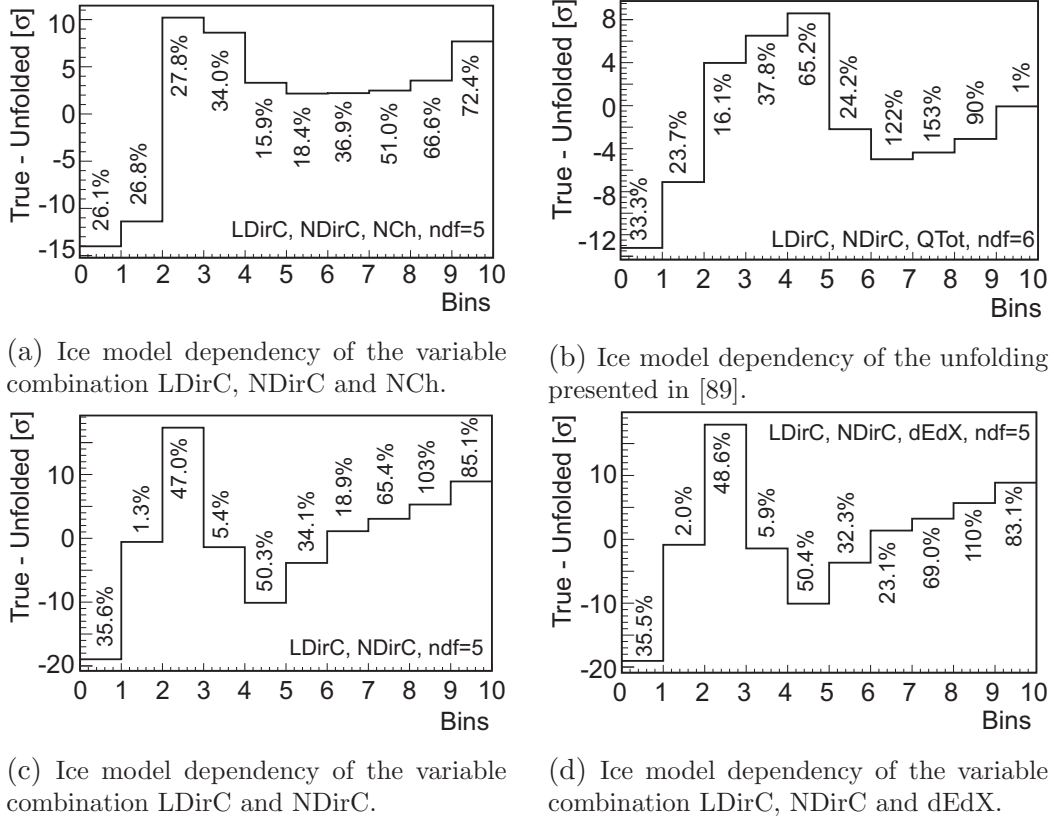 True - Unfolded [σ]
10
5
0
-5
-10
-15
26.1%
26.8%
27.8%
34.0%
15.9%
18.4%
36.9%
51.0%
66.6%
72.4%
LDirC, NDirC, NCh, ndf=5
0 1 2 3 4 5 6 7 8 9 10
Bins
(a) Ice model dependency of the variable
combination LDirC, NDirC and NCh.
True - Unfolded [σ]
8
4
0
-4
-8
-12
33.3%
23.7%
16.1%
37.8%
65.2%
24.2%
122%
153%
90%
1%
LDirC, NDirC, QTot, ndf=6
0 1 2 3 4 5 6 7 8 9 10
Bins
(b) Ice model dependency of the unfolding
presented in [89].
True - Unfolded [σ]
10
0
-10
-20
35.6%
1.3%
47.0%
5.4%
50.3%
34.1%
18.9%
65.4%
103%
85.1%
LDirC, NDirC, ndf=5
0 1 2 3 4 5 6 7 8 9 10
Bins
(c) Ice model dependency of the variable
combination LDirC and NDirC.
True - Unfolded [σ]
10
0
-10
-20
LDirC, NDirC, dEdX, ndf=5
35.5%
2.0%
48.6%
5.9%
50.4%
32.3%
23.1%
69.0%
110%
83.1%
0 1 2 3 4 5 6 7 8 9 10
Bins
(d) Ice model dependency of the variable
combination LDirC, NDirC and dEdX.